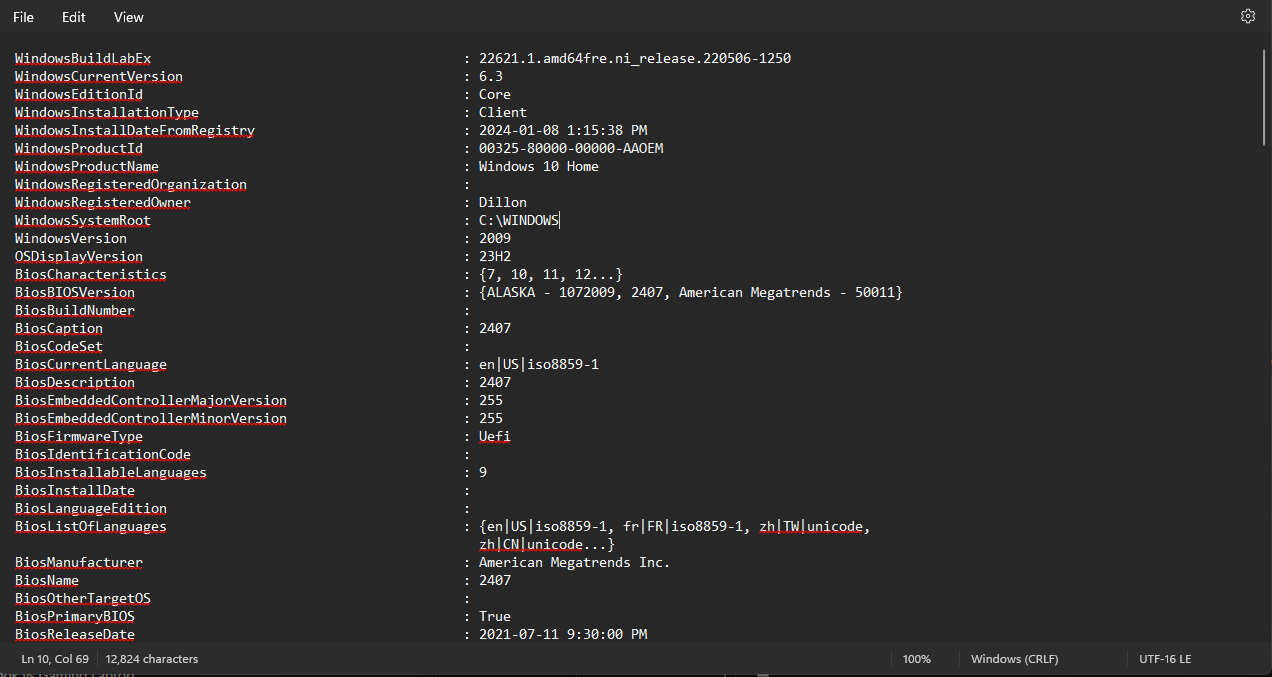 File Edit View
WindowsBuildLabEx : 22621.1.amd64fre.ni_release.220506-1250
WindowsCurrentVersion : 6.3
WindowsEditionId : Core
WindowsInstallationType : Client
WindowsInstallDateFromRegistry : 2024-01-08 1:15:38 PM
WindowsProductId : 00325-80000-00000-AAOEM
WindowsProductName : Windows 10 Home
WindowsRegisteredOrganization :
WindowsRegisteredOwner : Dillon
WindowsSystemRoot : C:\WINDOWS
WindowsVersion : 2009
OSDisplayVersion : 23H2
BiosCharacteristics : {7, 10, 11, 12...}
BiosBIOSVersion : {ALASKA - 1072009, 2407, American Megatrends - 50011}
BiosBuildNumber :
BiosCaption : 2407
BiosCodeSet :
BiosCurrentLanguage : en|US|iso8859-1
BiosDescription : 2407
BiosEmbeddedControllerMajorVersion : 255
BiosEmbeddedControllerMinorVersion : 255
BiosFirmwareType : Uefi
BiosIdentificationCode :
BiosInstallableLanguages : 9
BiosInstallDate :
BiosLanguageEdition :
BiosListOfLanguages : {en|US|iso8859-1, fr|FR|iso8859-1, zh|TW|unicode,
zh|CN|unicode...}
BiosManufacturer : American Megatrends Inc.
BiosName : 2407
BiosOtherTargetOS :
BiosPrimaryBIOS : True
BiosReleaseDate : 2021-07-11 9:30:00 PM
Ln 10, Col 69 12,824 characters 100% Windows (CRLF) UTF-16 LE